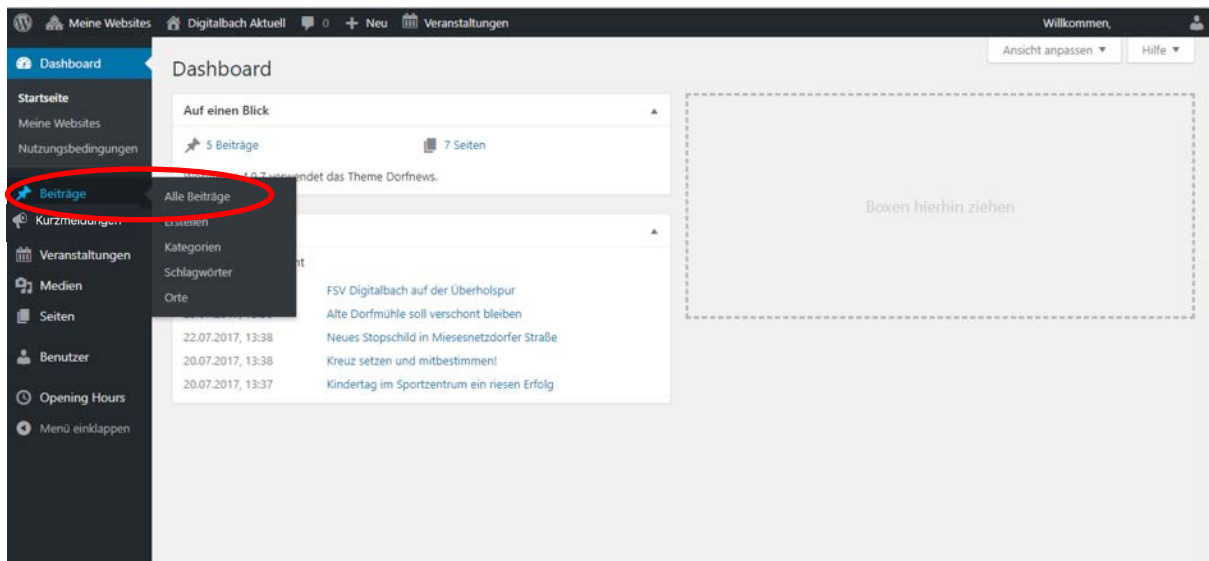 Meine Websites Digitalbach Aktuell 0 Neu Veranstaltungen Willkommen,
Ansicht anpassen ▼ Hilfe ▼
Dashboard
Startseite
Meine Websites
Nutzungsbedingungen
Beiträge
Kurzmeldungen
Veranstaltungen
Medien
Seiten
Benutzer
Opening Hours
Menü einklappen
Alle Beiträge
Erstellen
Kategorien
Schlagwörter
Orte
Dashboard
Auf einen Blick
5 Beiträge 7 Seiten
4.9.7 verwendet das Theme Dorfnews.
FSV Digitalbach auf der Überholspur
Alte Dorfmühle soll verschont bleiben
22.07.2017, 13:38 Neues Stopschild in Miesesnetzdorfer Straße
20.07.2017, 13:38 Kreuz setzen und mitbestimmen!
20.07.2017, 13:37 Kindertag im Sportzentrum ein riesen Erfolg
Boxen hierhin ziehen